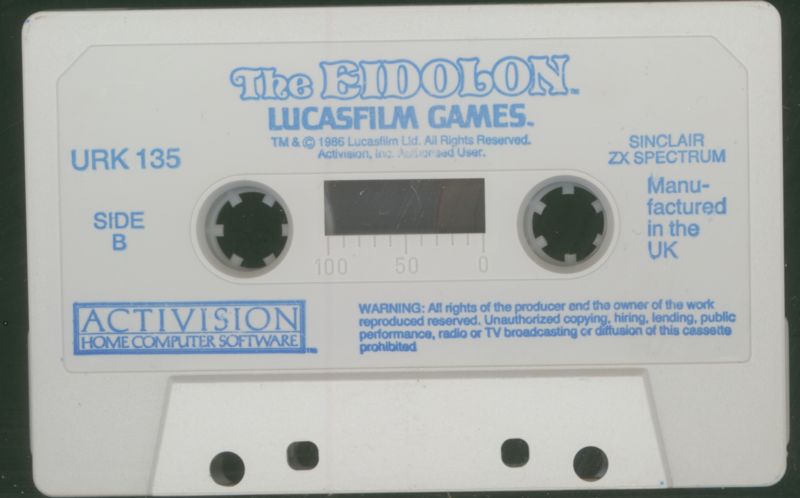 The EIDOLON™
LUCASFILM GAMES™
TM & © 1986 Lucasfilm Ltd. All Rights Reserved.
Activision, Inc. Authorised User.
URK 135
SINCLAIR
ZX SPECTRUM
SIDE
B
Manu-
factured
in the
UK
100 50 0
ACTIVISION
HOME COMPUTER SOFTWARE™
WARNING: All rights of the producer and the owner of the work
reproduced reserved. Unauthorized copying, hiring, lending, public
performance, radio or TV broadcasting or diffusion of this cassette
prohibited